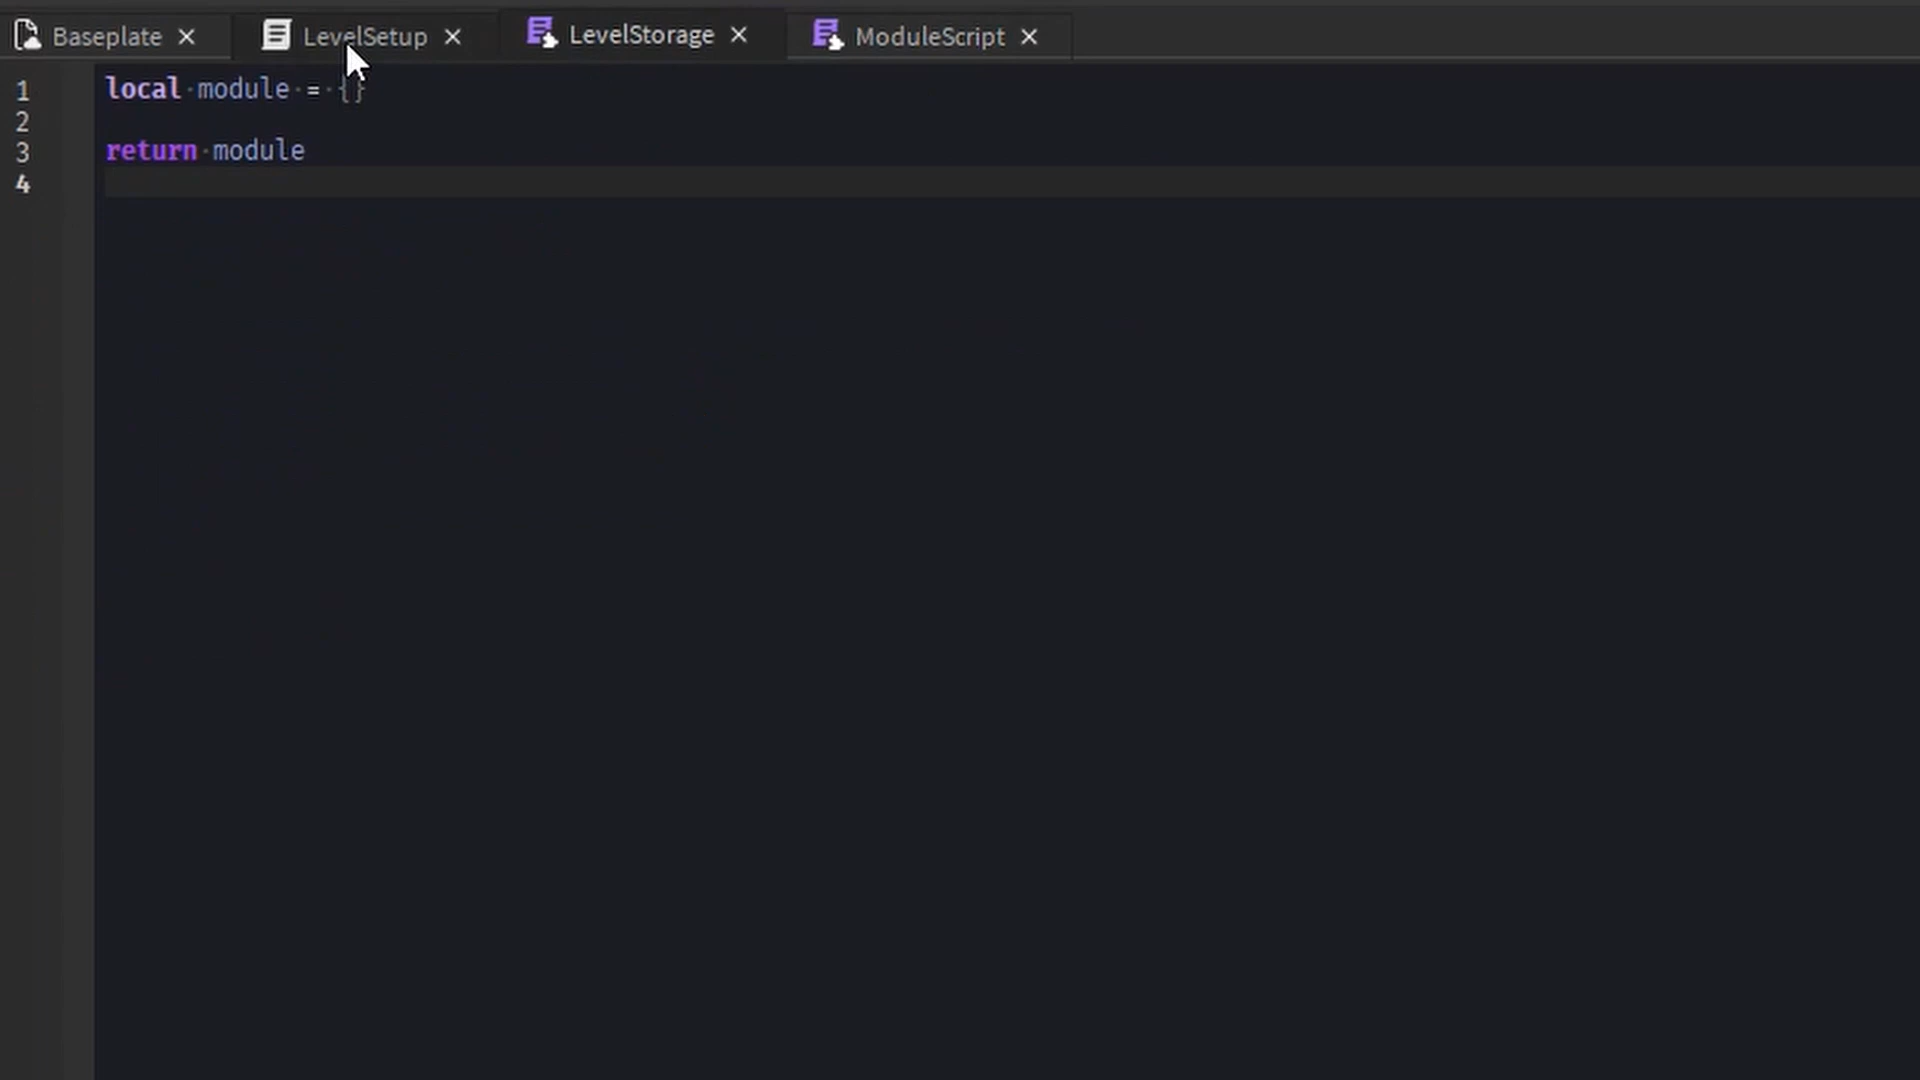 Baseplate LevelSetup LevelStorage ModuleScript
1 local module = {}
2
3 return module
4